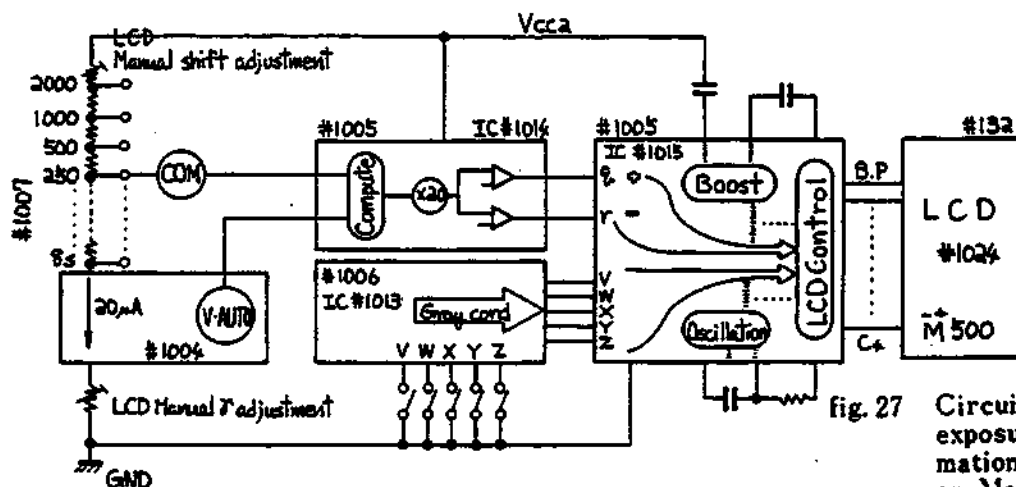 LCD
Manual shift adjustment
Vcca
2000
1000
500
250
8s
#1007
COM
#1005
IC#1014
Compute
x20
#1005
IC #1015
q +
r -
Boost
LCD Control
Oscillation
#132
B.P
LCD
#1024
-+
M 500
C+
20μA
V-AUTO
#1004
#1006
IC#1013
Gray cord
V
W
X
Y
Z
V W X Y Z
LCD Manual γ adjustment
GND
fig. 27
Circui
exposu
mation